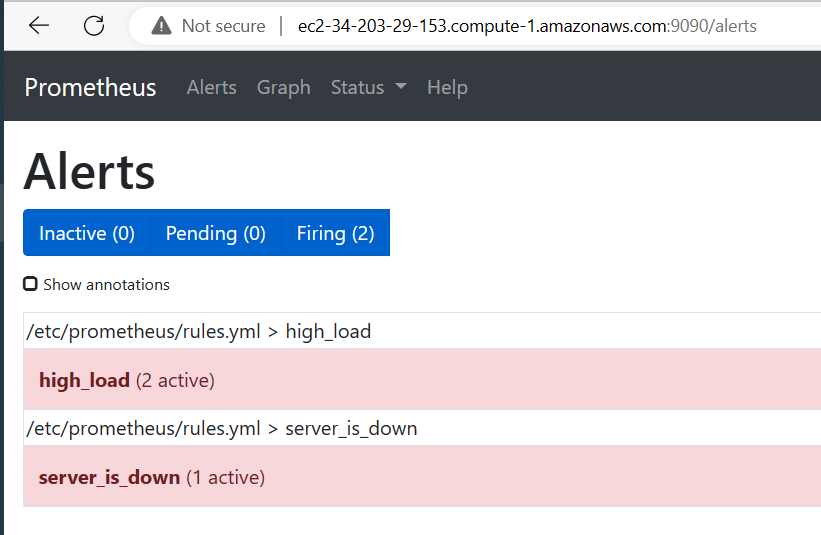 Not secure | ec2-34-203-29-153.compute-1.amazonaws.com:9090/alerts
Prometheus Alerts Graph Status Help
Alerts
Inactive (0) Pending (0) Firing (2)
Show annotations
/etc/prometheus/rules.yml > high_load
high_load (2 active)
/etc/prometheus/rules.yml > server_is_down
server_is_down (1 active)